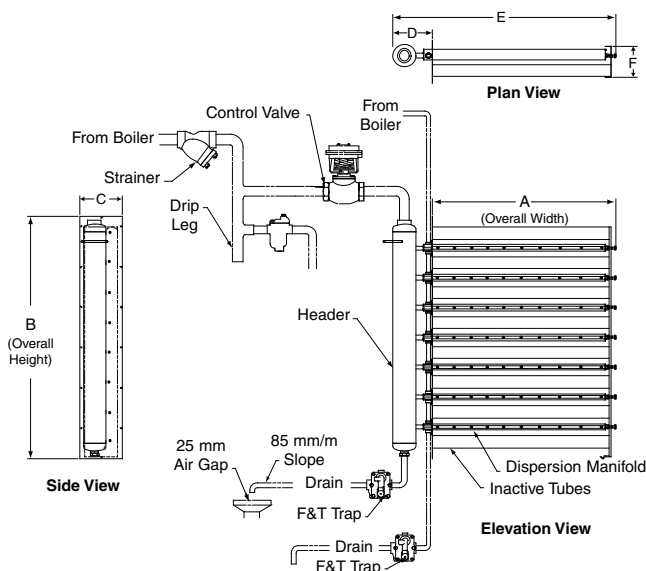 E
D
F
Plan View
Control Valve
From
Boiler
From Boiler
Strainer
C
A
(Overall Width)
Drip
Leg
B
(Overall
Height)
Header
25 mm
Air Gap
85 mm/m
Slope
Side View
Drain
F&T Trap
Dispersion Manifold
Inactive Tubes
Elevation View
Drain
F&T Trap